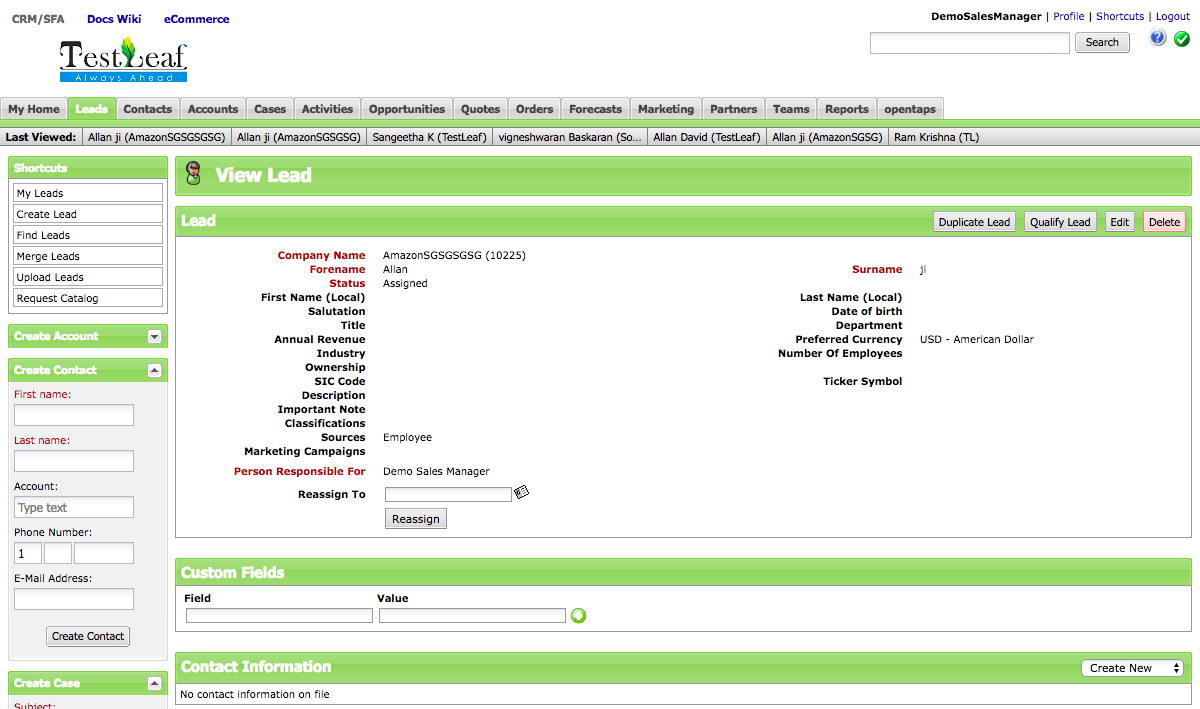 CRM/SFA Docs Wiki eCommerce
DemoSalesManager | Profile | Shortcuts | Logout
TestLeaf
Always Ahead
Search
My Home Leads Contacts Accounts Cases Activities Opportunities Quotes Orders Forecasts Marketing Partners Teams Reports opentaps
Last Viewed: Allan ji (AmazonSGSGSGSG) Allan ji (AmazonSGSGSG) Sangeetha K (TestLeaf) vigneshwaran Baskaran (So... Allan David (TestLeaf) Allan ji (AmazonSGSG) Ram Krishna (TL)
Shortcuts
My Leads
Create Lead
Find Leads
Merge Leads
Upload Leads
Request Catalog
Create Account
Create Contact
First name:
Last name:
Account:
Type text
Phone Number:
1
E-Mail Address:
Create Contact
Create Case
Subject:
View Lead
Lead
Duplicate Lead Qualify Lead Edit Delete
Company Name AmazonSGSGSGSG (10225)
Forename Allan Surname ji
Status Assigned
First Name (Local) Last Name (Local)
Salutation Date of birth
Title Department
Annual Revenue Preferred Currency USD - American Dollar
Industry Number Of Employees
Ownership
SIC Code Ticker Symbol
Description
Important Note
Classifications
Sources Employee
Marketing Campaigns
Person Responsible For Demo Sales Manager
Reassign To
Reassign
Custom Fields
Field Value
Contact Information
Create New
No contact information on file